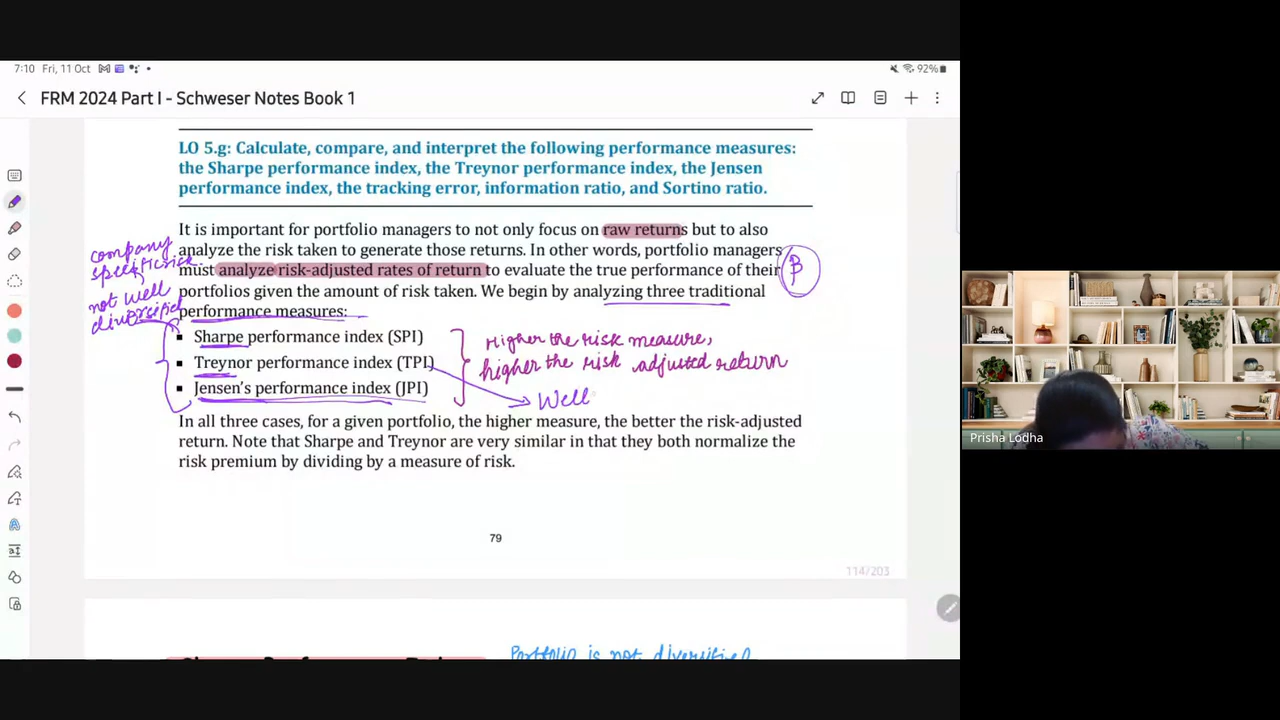 7:10 Fri, 11 Oct
92%
FRM 2024 Part I - Schweser Notes Book 1
LO 5.g: Calculate, compare, and interpret the following performance measures:
the Sharpe performance index, the Treynor performance index, the Jensen
performance index, the tracking error, information ratio, and Sortino ratio.
It is important for portfolio managers to not only focus on raw returns but to also
analyze the risk taken to generate those returns. In other words, portfolio managers
must analyze risk-adjusted rates of return to evaluate the true performance of their
portfolios given the amount of risk taken. We begin by analyzing three traditional
performance measures:
company
specific risk
not well
diversified
β
▪ Sharpe performance index (SPI)
▪ Treynor performance index (TPI)
▪ Jensen's performance index (JPI)
Higher the risk measure,
higher the risk adjusted return
Well
In all three cases, for a given portfolio, the higher measure, the better the risk-adjusted
return. Note that Sharpe and Treynor are very similar in that they both normalize the
risk premium by dividing by a measure of risk.
79
114/203
Portfolio is not diversified
Prisha Lodha